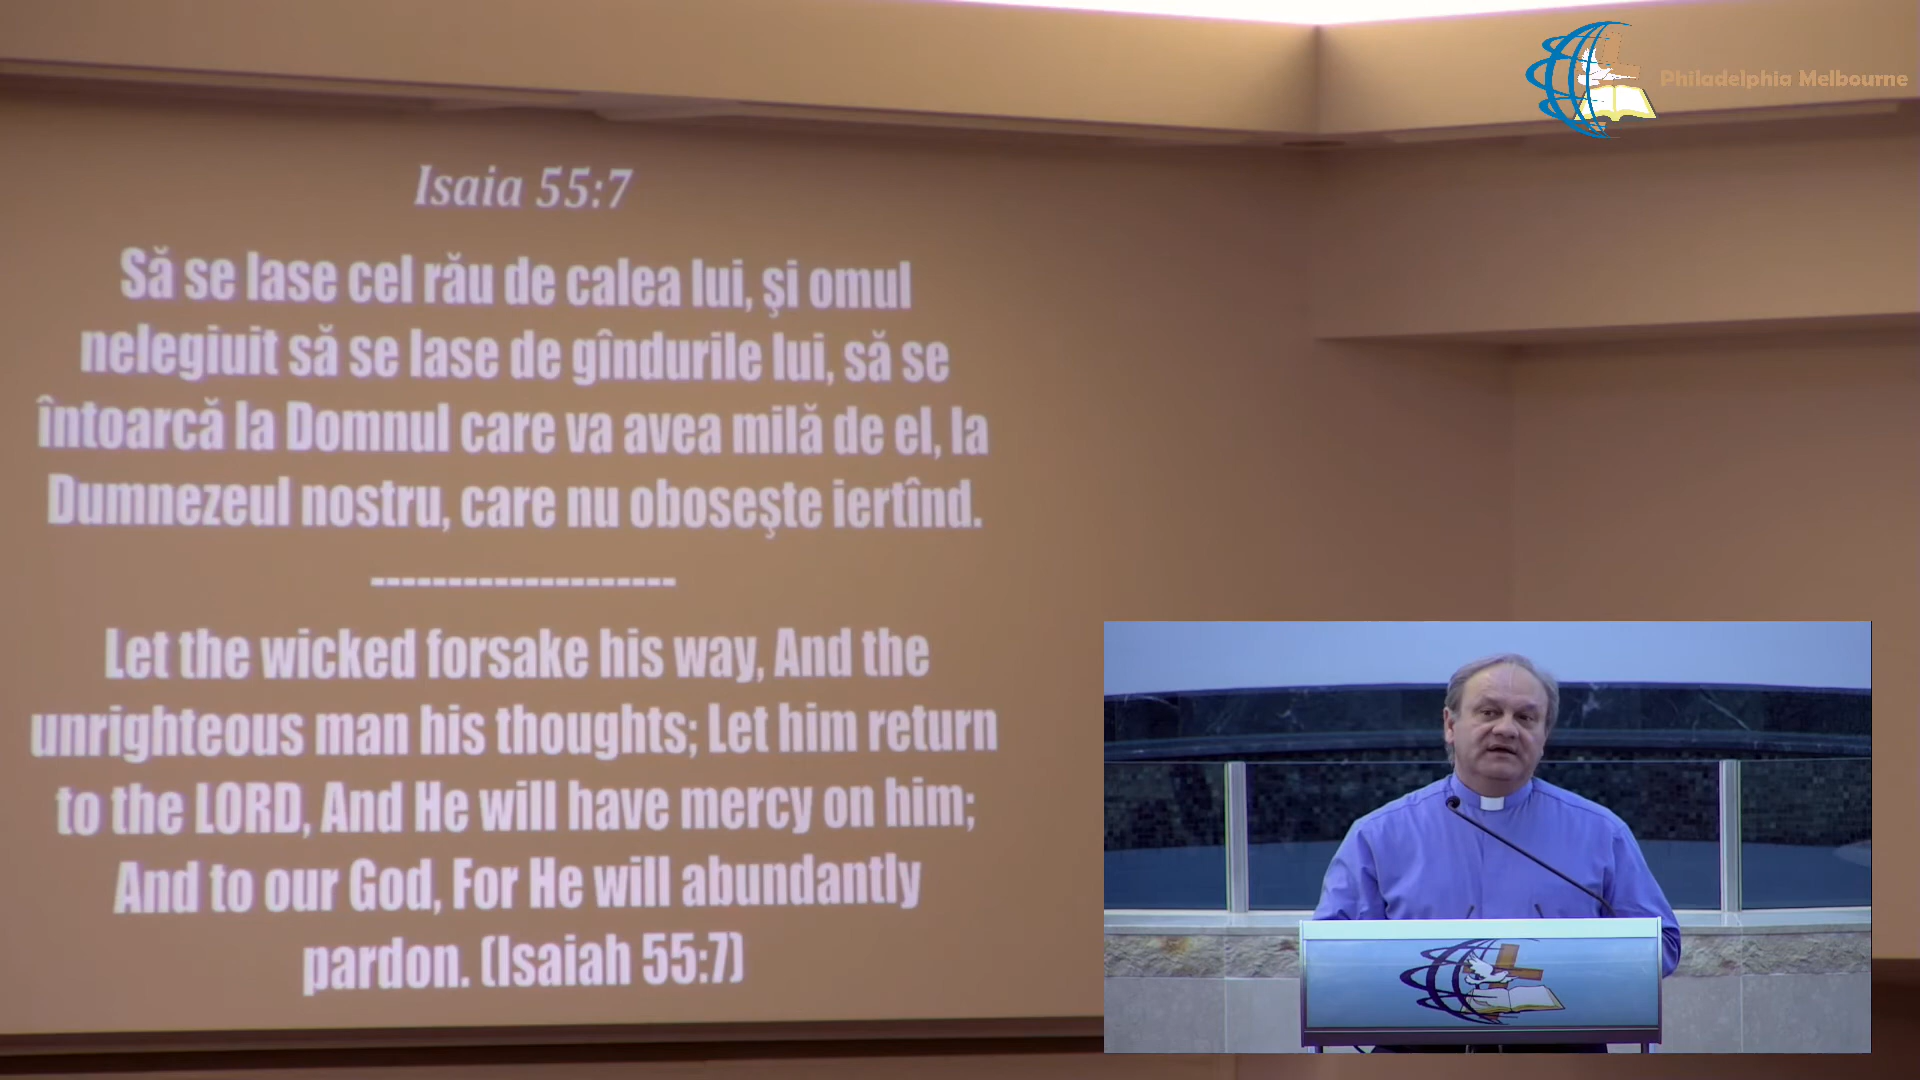 Philadelphia Melbourne
Isaia 55:7
Să se lase cel rău de calea lui, şi omul
nelegiuit să se lase de gîndurile lui, să se
întoarcă la Domnul care va avea milă de el, la
Dumnezeul nostru, care nu oboseşte iertînd.
--------------------
Let the wicked forsake his way, And the
unrighteous man his thoughts; Let him return
to the LORD, And He will have mercy on him;
And to our God, For He will abundantly
pardon. (Isaiah 55:7)